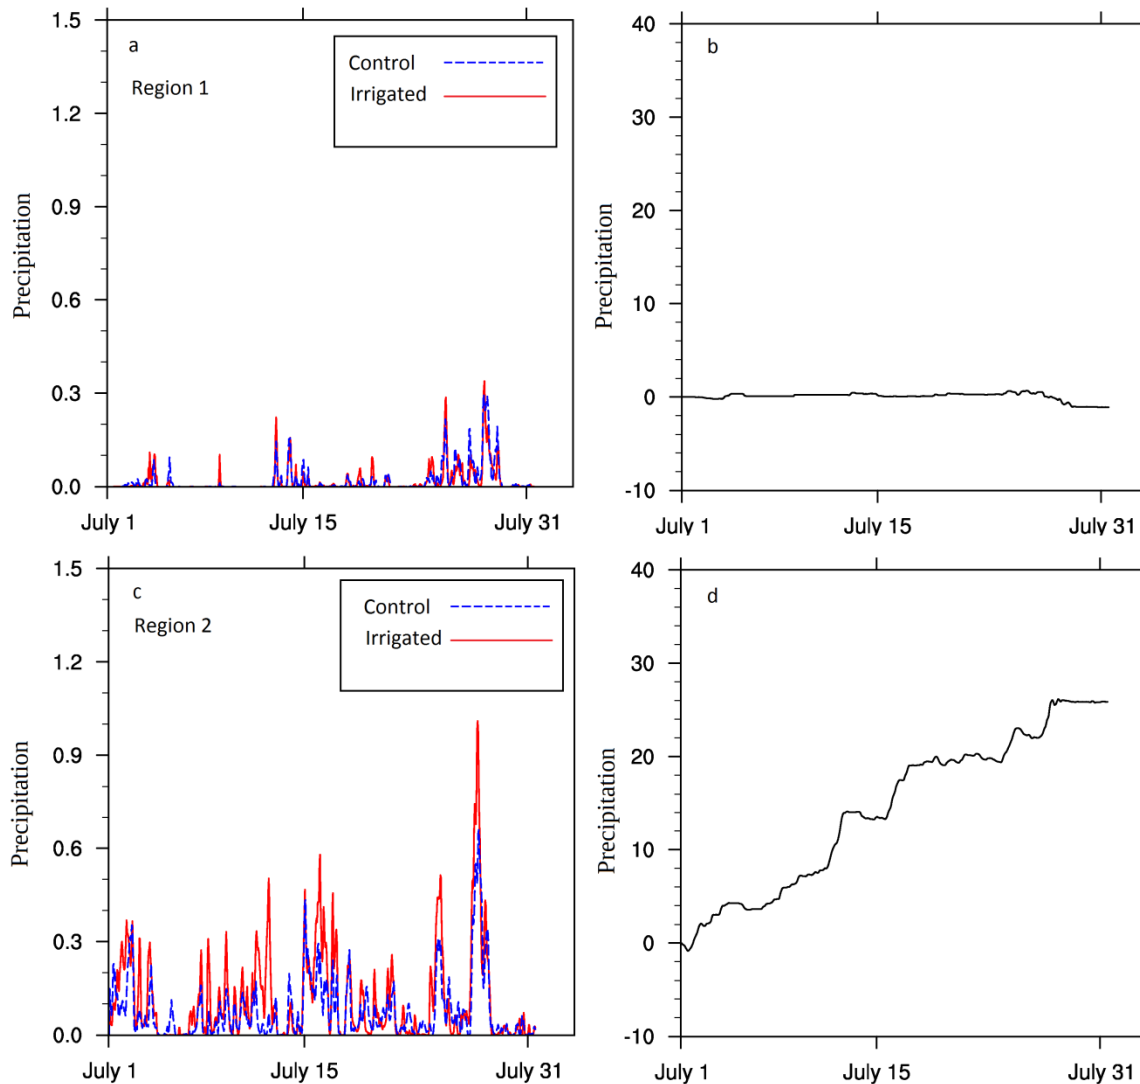 1.5
1.2
0.9
0.6
0.3
0.0
Precipitation
a
Region 1
Control
Irrigated
July 1
July 15
July 31
40
30
20
10
0
-10
Precipitation
b
July 1
July 15
July 31
1.5
1.2
0.9
0.6
0.3
0.0
Precipitation
c
Region 2
Control
Irrigated
July 1
July 15
July 31
40
30
20
10
0
-10
Precipitation
d
July 1
July 15
July 31